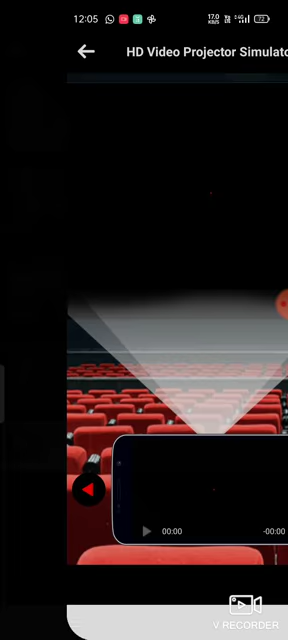 12:05 17.0 KB/S 72
HD Video Projector Simulato
00:00 -00:00
V RECORDER